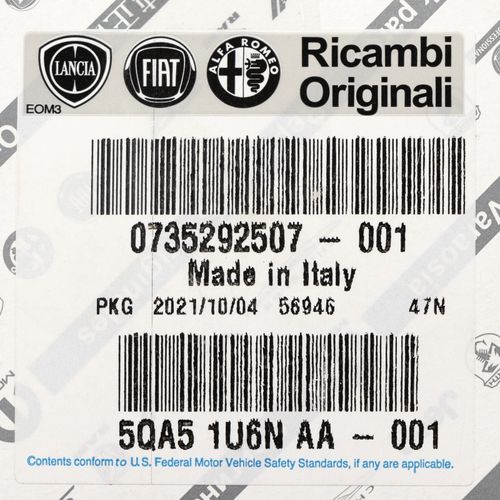 LANCIA FIAT ALFA ROMEO Ricambi
EOM3 Originali
0735292507 - 001
Made in Italy
PKG 2021/10/04 56946 47N
5QA5 1U6N AA - 001
Contents conform to U.S. Federal Motor Vehicle Safety Standards, if any are applicable.